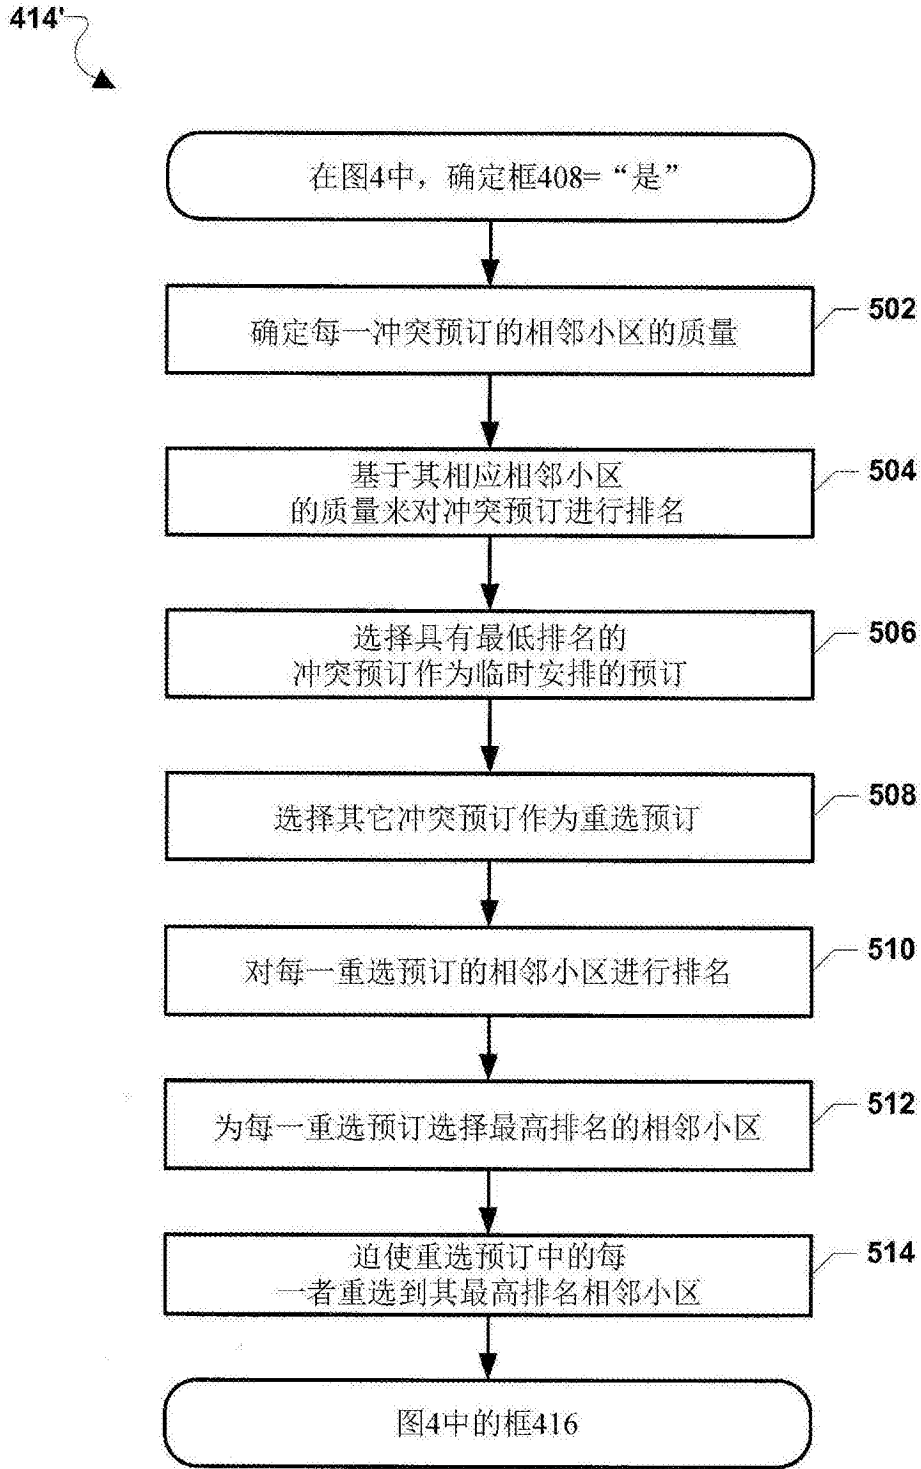 414'
在图4中，确定框408=“是”
502
确定每一冲突预订的相邻小区的质量
504
基于其相应相邻小区
的质量来对冲突预订进行排名
506
选择具有最低排名的
冲突预订作为临时安排的预订
508
选择其它冲突预订作为重选预订
510
对每一重选预订的相邻小区进行排名
512
为每一重选预订选择最高排名的相邻小区
514
迫使重选预订中的每
一者重选到其最高排名相邻小区
图4中的框416